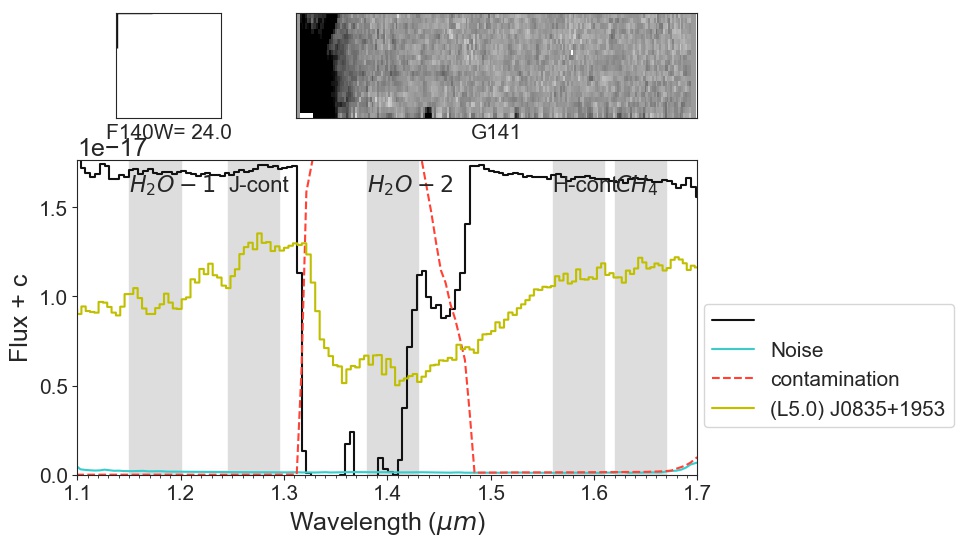 F140W= 24.0
G141
1e−17
H₂O − 1
J-cont
H₂O − 2
H-cont
CH₄
1.5
1.0
0.5
0.0
Flux + c
1.1
1.2
1.3
1.4
1.5
1.6
1.7
Wavelength (μm)
Noise
contamination
(L5.0) J0835+1953